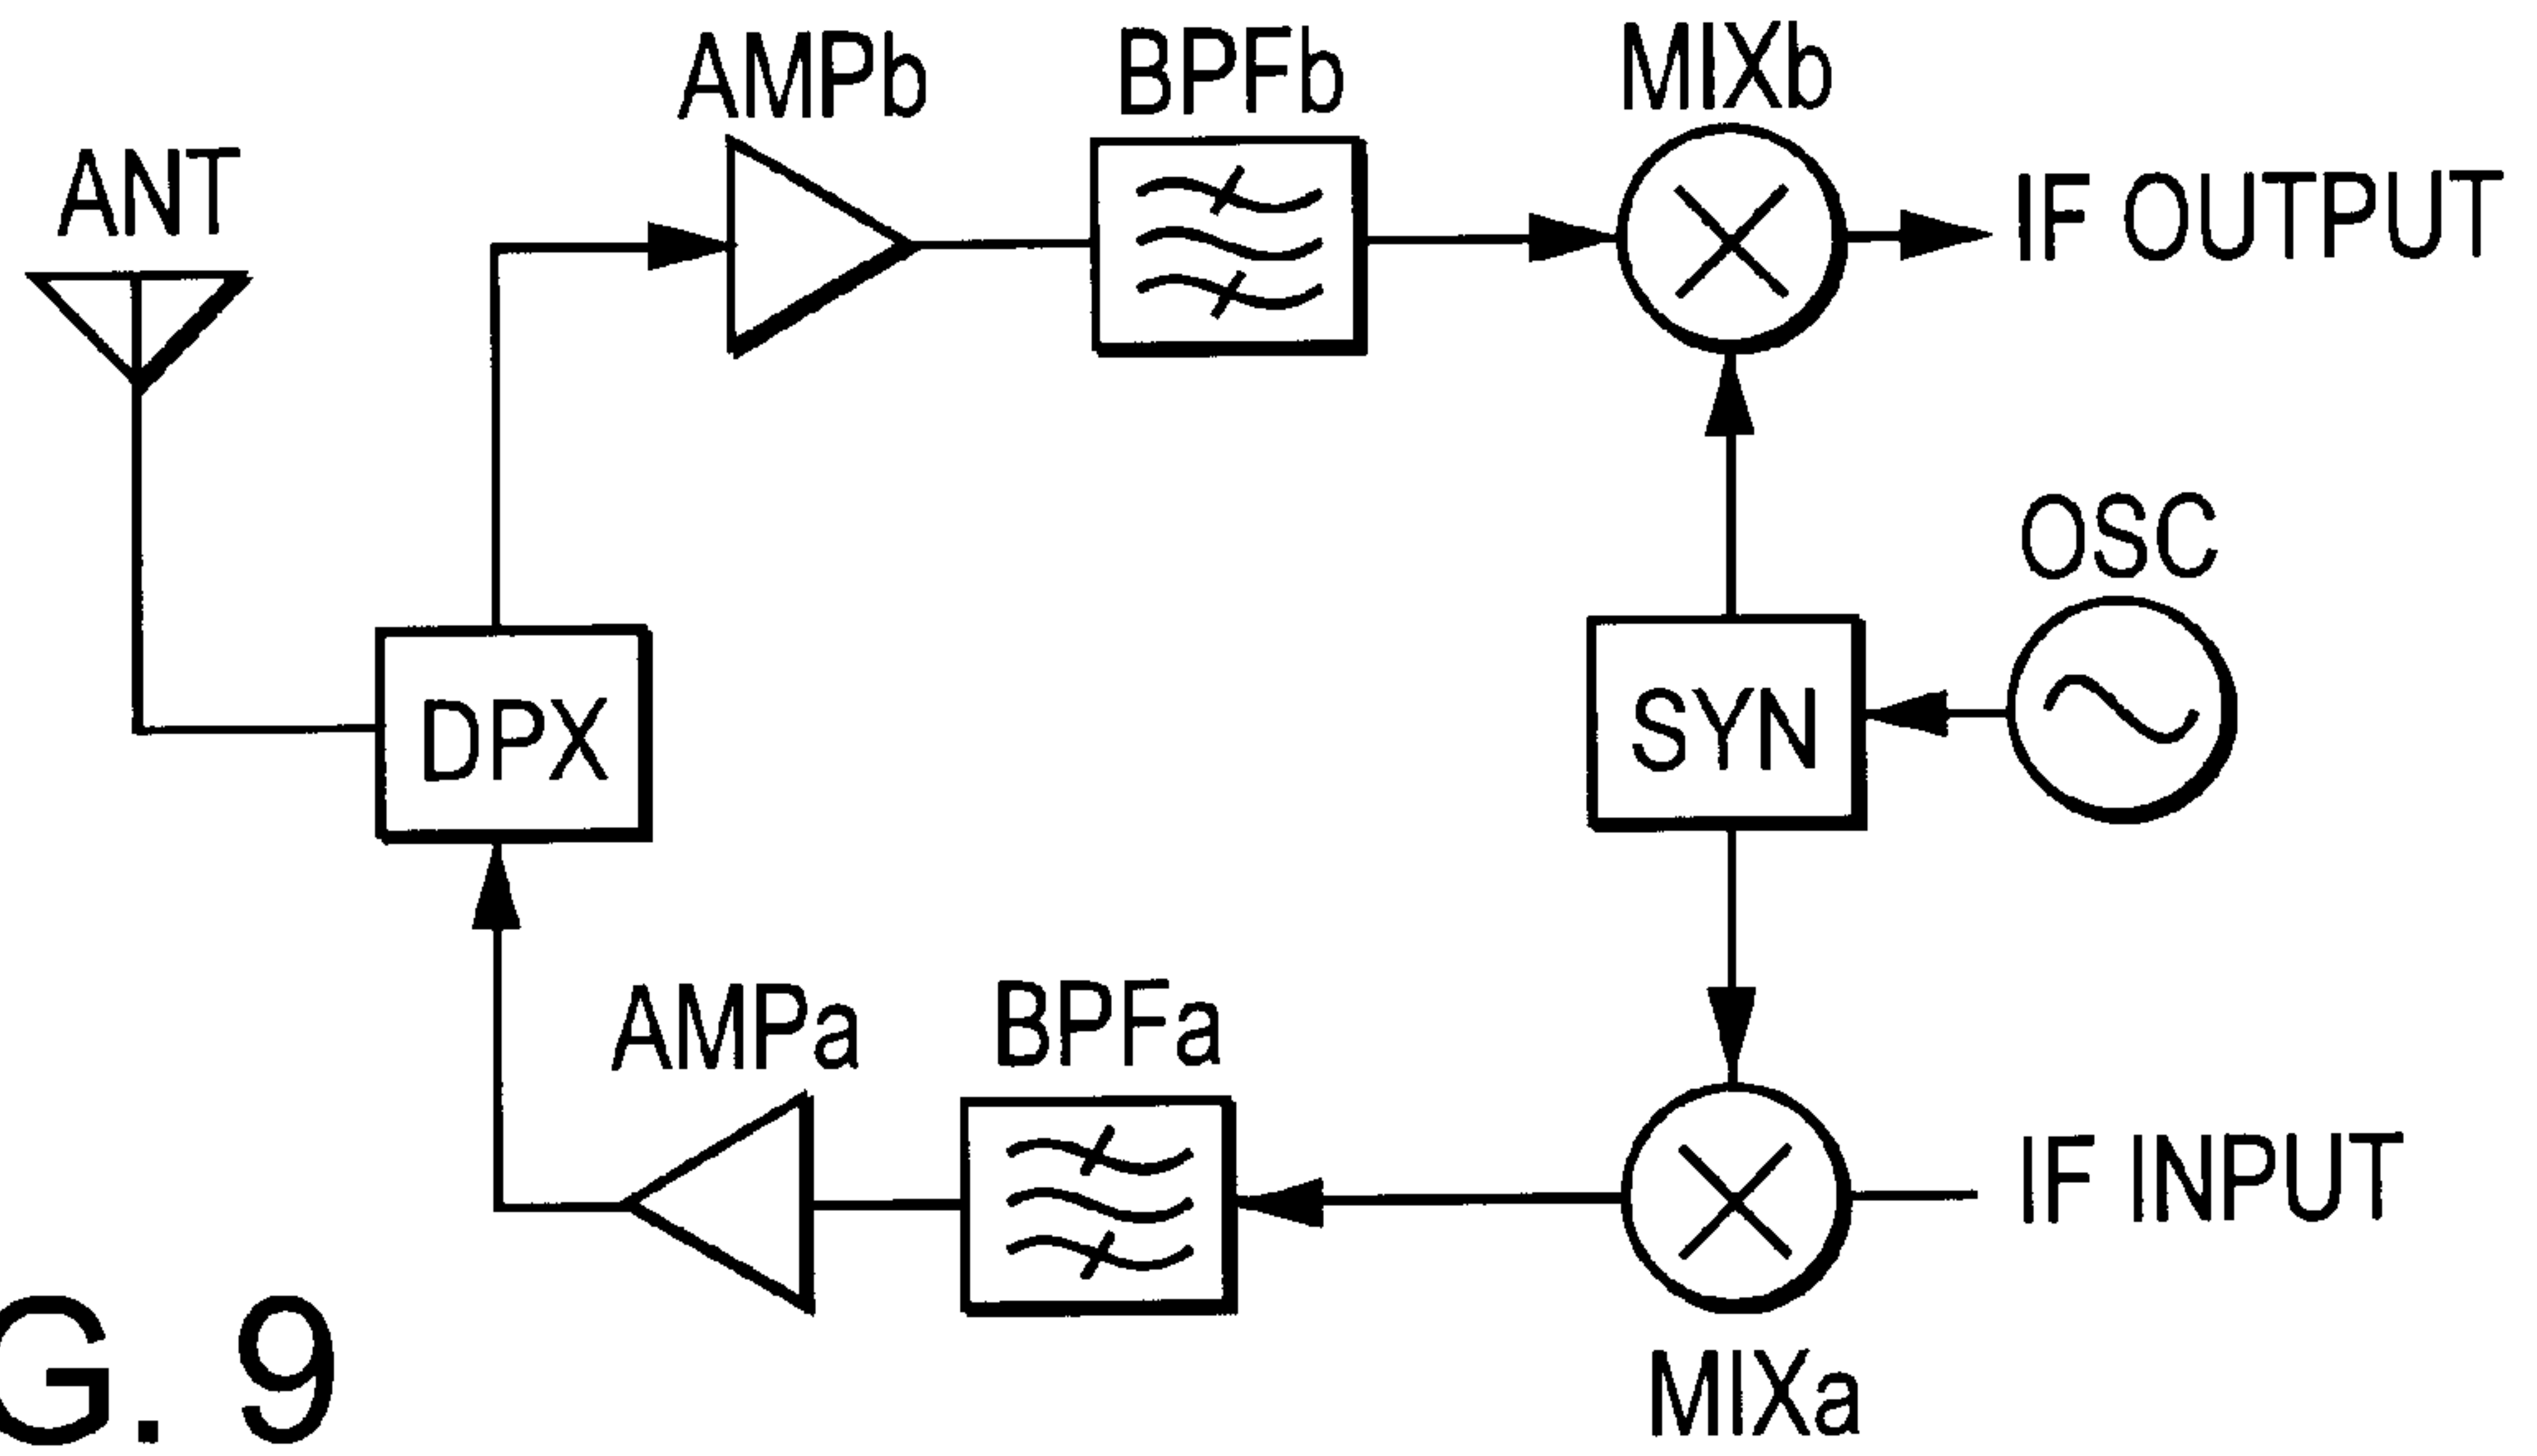 AMPb
BPFb
MIXb
ANT
IF OUTPUT
OSC
DPX
SYN
AMPa
BPFa
IF INPUT
MIXa
G. 9